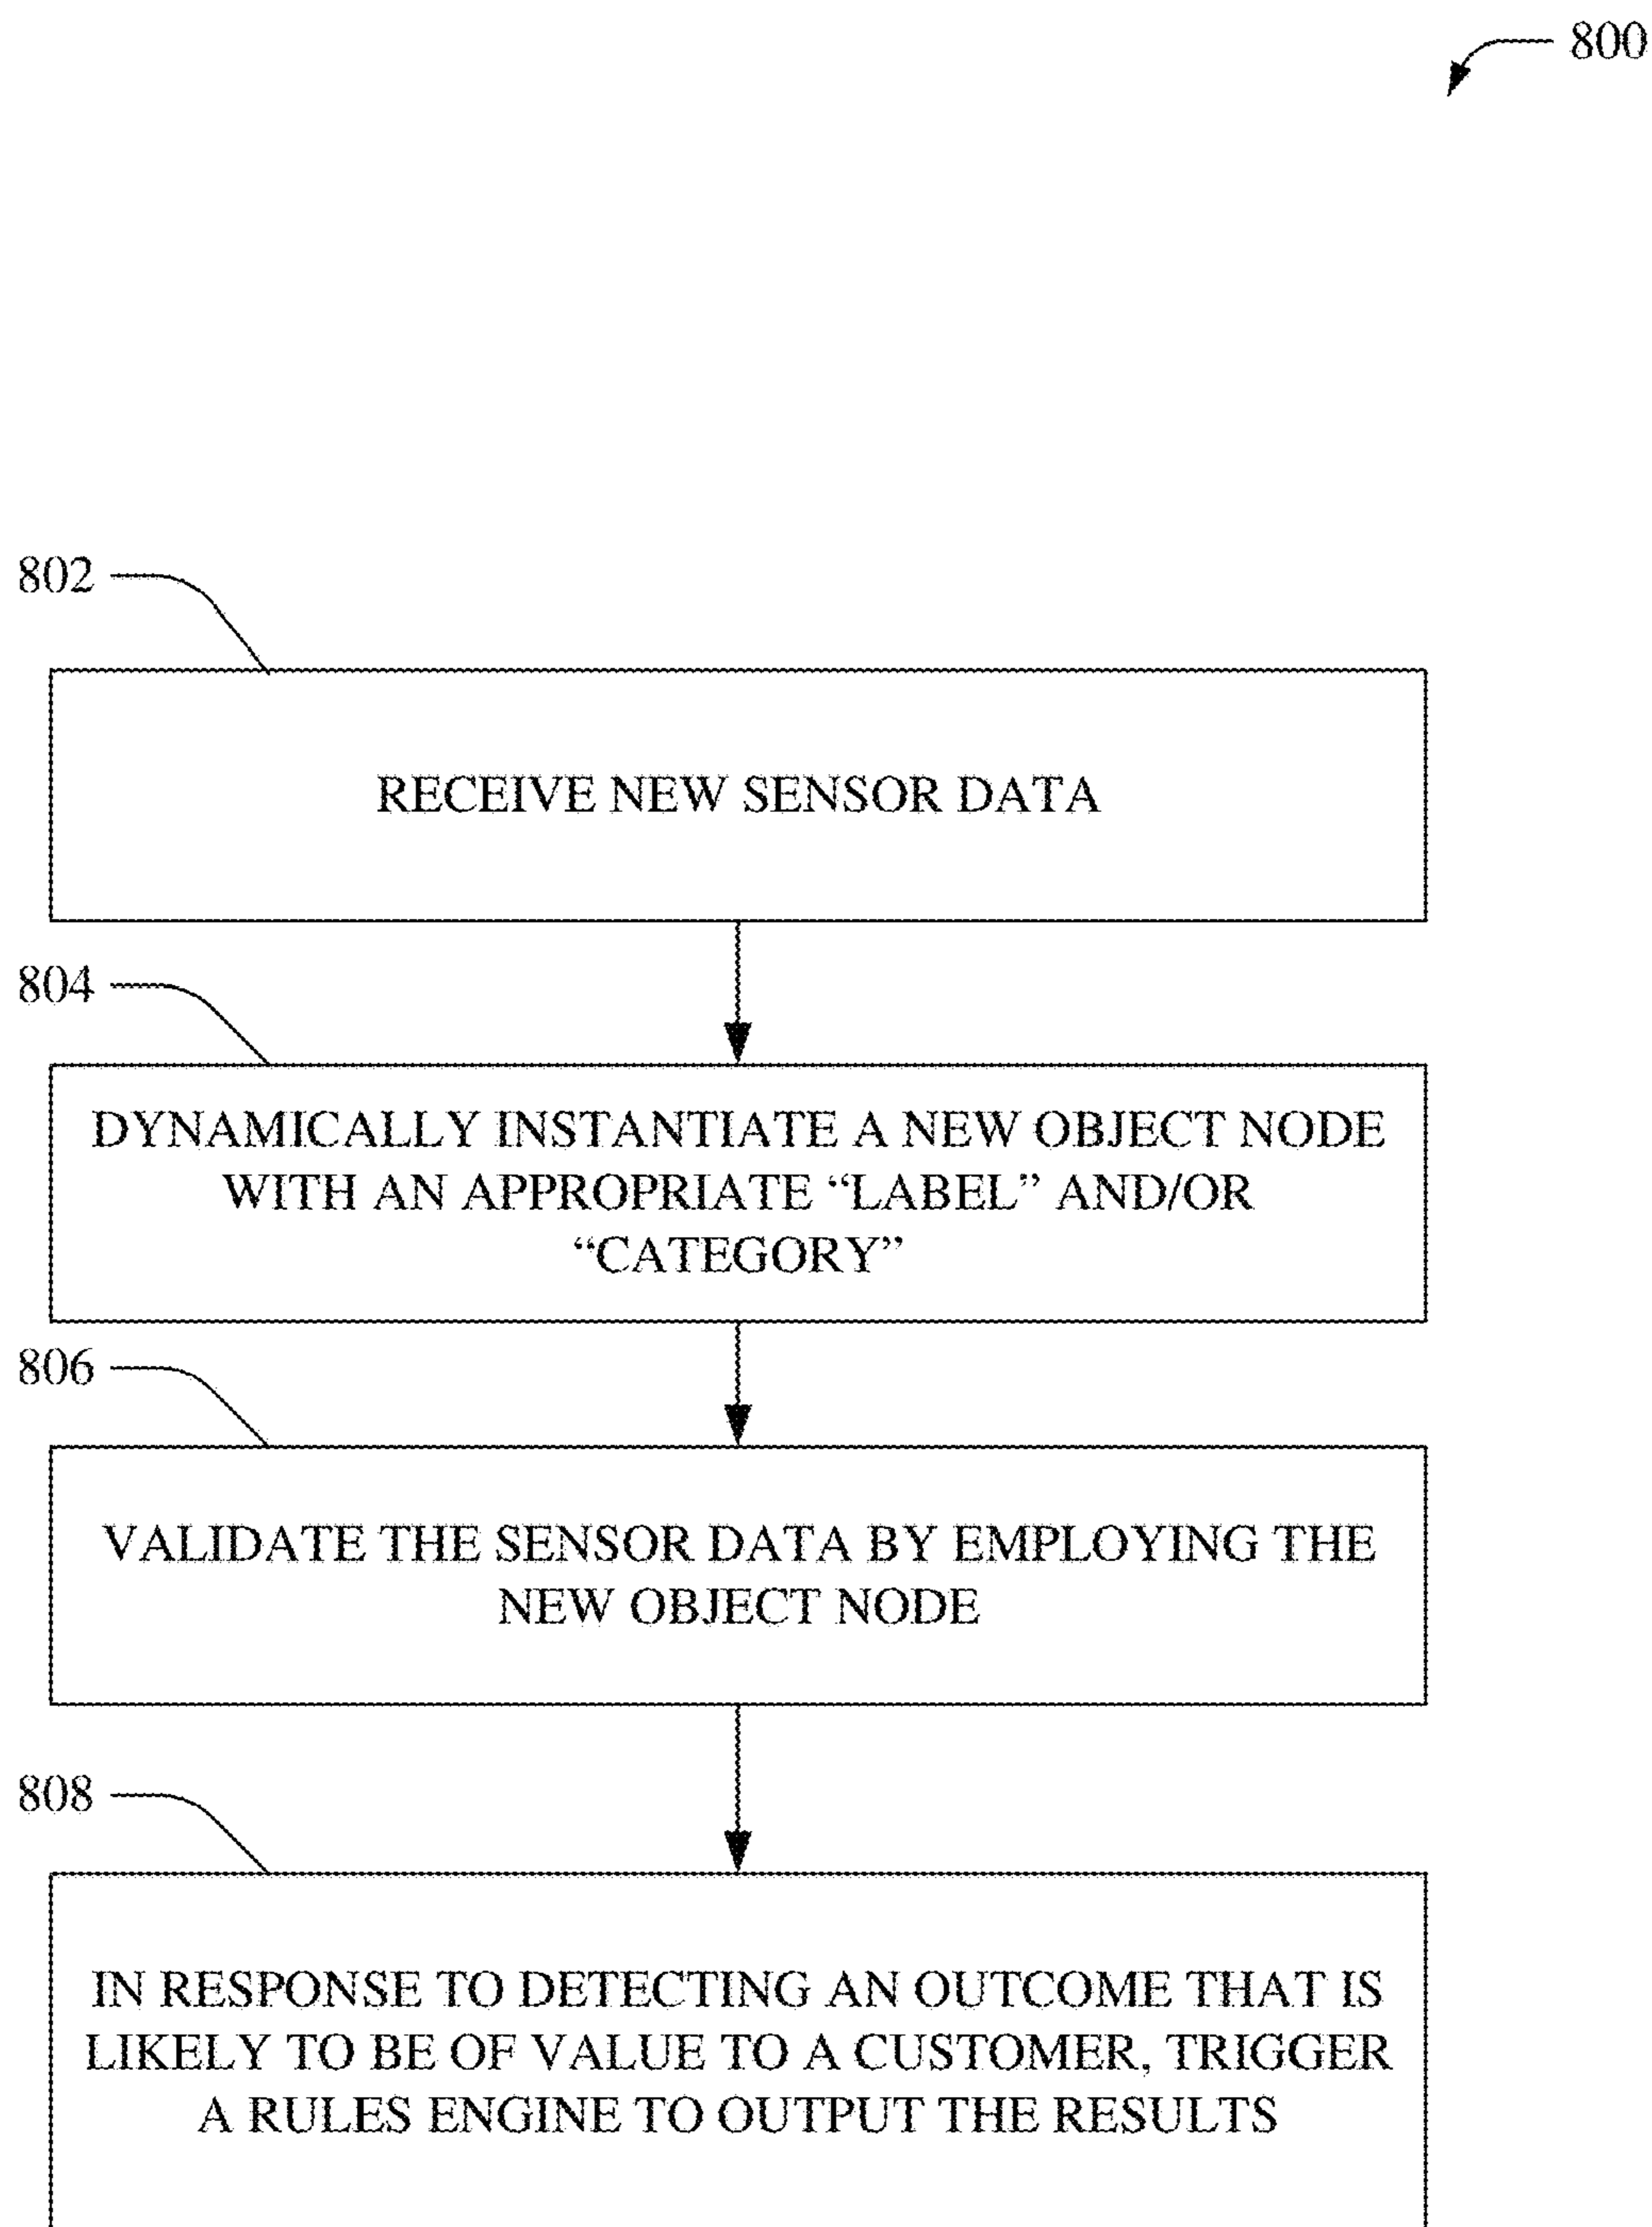 800
802
RECEIVE NEW SENSOR DATA
804
DYNAMICALLY INSTANTIATE A NEW OBJECT NODE
WITH AN APPROPRIATE “LABEL” AND/OR
“CATEGORY”
806
VALIDATE THE SENSOR DATA BY EMPLOYING THE
NEW OBJECT NODE
808
IN RESPONSE TO DETECTING AN OUTCOME THAT IS
LIKELY TO BE OF VALUE TO A CUSTOMER, TRIGGER
A RULES ENGINE TO OUTPUT THE RESULTS